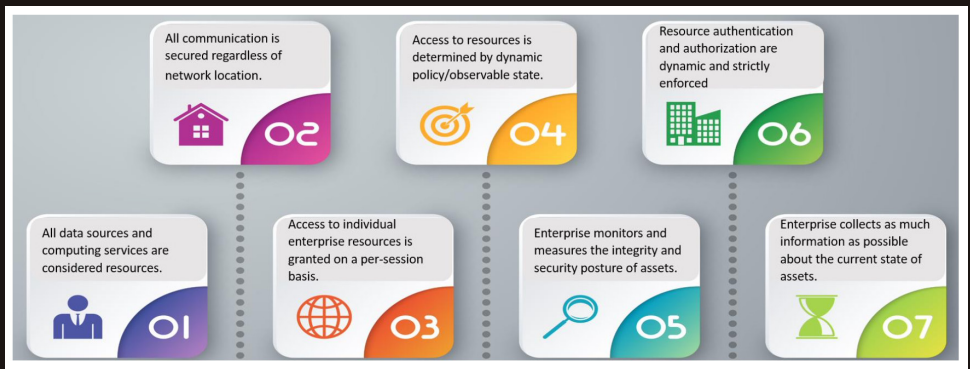 All data sources and
computing services are
considered resources.
01
All communication is
secured regardless of
network location.
02
Access to individual
enterprise resources is
granted on a per-session
basis.
03
Access to resources is
determined by dynamic
policy/observable state.
04
Enterprise monitors and
measures the integrity and
security posture of assets.
05
Resource authentication
and authorization are
dynamic and strictly
enforced
06
Enterprise collects as much
information as possible
about the current state of
assets.
07